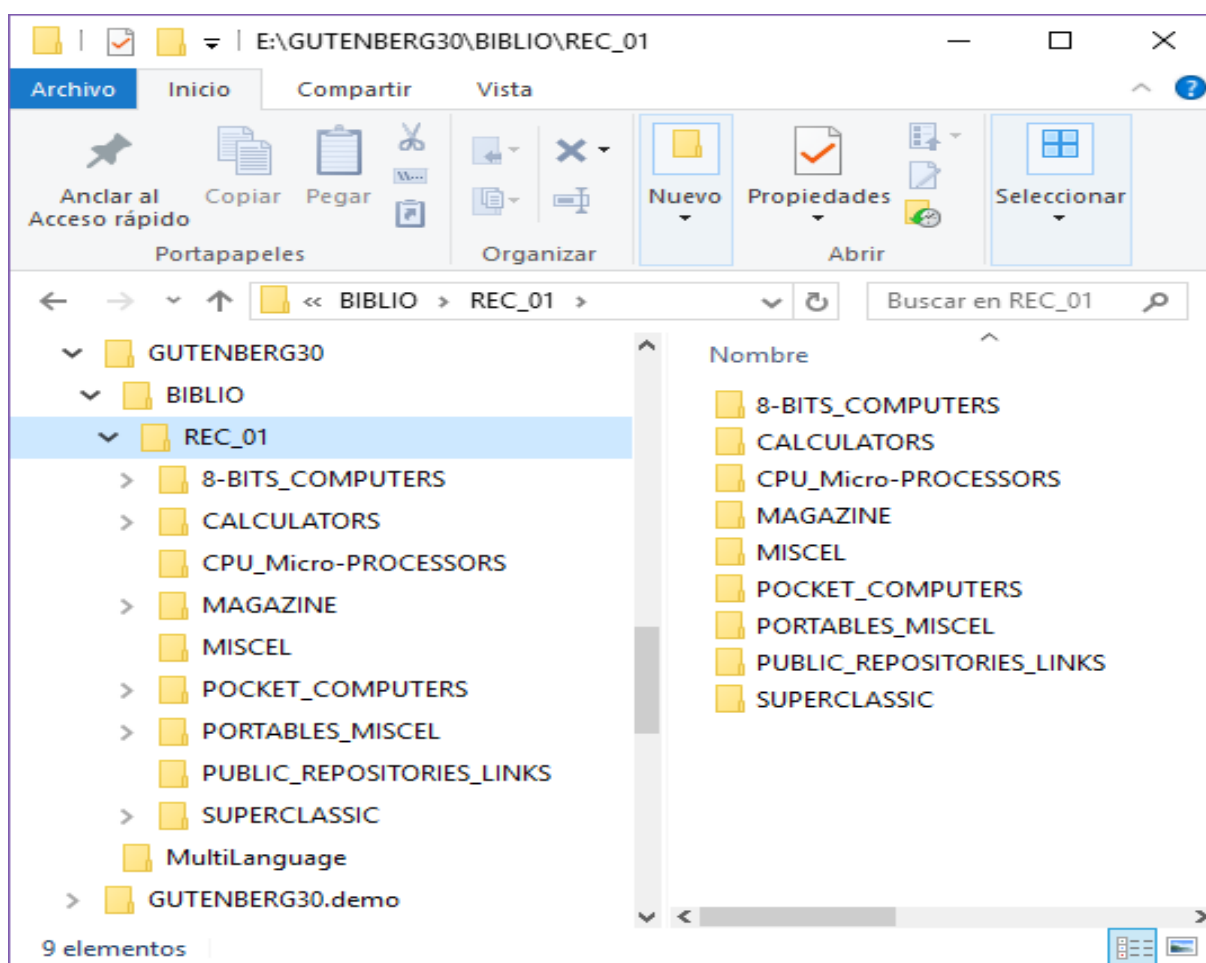 E:\GUTENBERG30\BIBLIO\REC_01
Archivo Inicio Compartir Vista
Anclar al Acceso rápido
Copiar
Pegar
Nuevo
Propiedades
Seleccionar
Portapapeles
Organizar
Abrir
« BIBLIO > REC_01 >
Buscar en REC_01
GUTENBERG30
BIBLIO
REC_01
8-BITS_COMPUTERS
CALCULATORS
CPU_Micro-PROCESSORS
MAGAZINE
MISCEL
POCKET_COMPUTERS
PORTABLES_MISCEL
PUBLIC_REPOSITORIES_LINKS
SUPERCLASSIC
MultiLanguage
GUTENBERG30.demo
Nombre
8-BITS_COMPUTERS
CALCULATORS
CPU_Micro-PROCESSORS
MAGAZINE
MISCEL
POCKET_COMPUTERS
PORTABLES_MISCEL
PUBLIC_REPOSITORIES_LINKS
SUPERCLASSIC
9 elementos